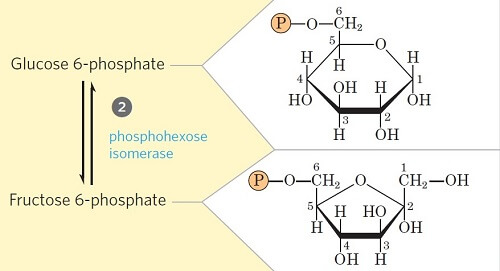 Glucose 6-phosphate
2
phosphohexose
isomerase
Fructose 6-phosphate
6
P—O—CH₂
5
O
H
H
H
4
OH
H
1
HO
OH
3
2
H
OH
6
1
P—O—CH₂
O
CH₂—OH
5
2
H
H
HO
OH
4
3
OH
H